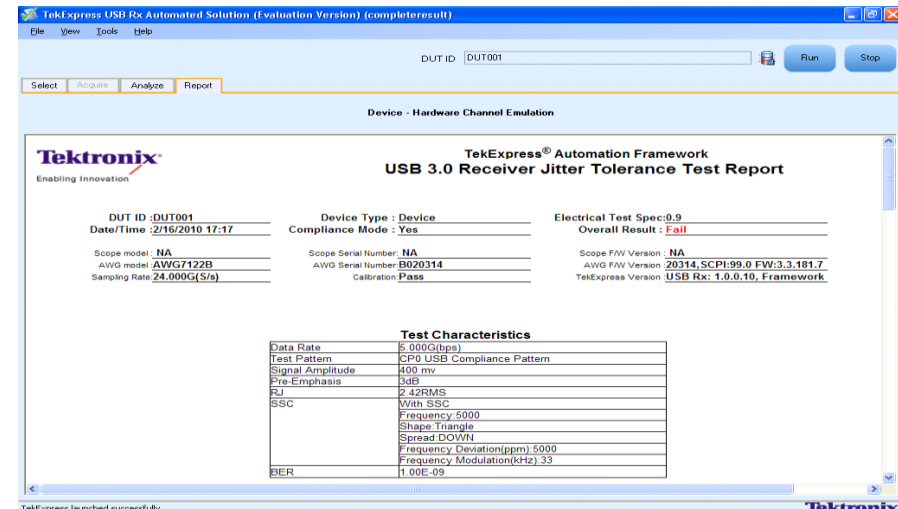 TekExpress USB Rx Automated Solution (Evaluation Version) (completeresult)
File View Tools Help
DUT ID DUT001 Run Stop
Select Acquire Analyze Report
Device - Hardware Channel Emulation
Tektronix
Enabling Innovation
TekExpress® Automation Framework
USB 3.0 Receiver Jitter Tolerance Test Report
DUT ID :DUT001 Device Type : Device Electrical Test Spec:0.9
Date/Time :2/16/2010 17:17 Compliance Mode : Yes Overall Result : Fail
Scope model : NA Scope Serial Number: NA Scope F/W Version : NA
AWG model :AWG7122B AWG Serial Number:B020314 AWG F/W Version :20314,SCPI:99.0 FW:3.3.181.7
Sampling Rate:24.000G(S/s) Calibration:Pass TekExpress Version :USB Rx: 1.0.0.10, Framework
Test Characteristics
Data Rate 5.000G(bps)
Test Pattern CP0 USB Compliance Pattern
Signal Amplitude 400 mv
Pre-Emphasis 3dB
RJ 2.42RMS
SSC With SSC
Frequency:5000
Shape:Triangle
Spread:DOWN
Frequency Deviation(ppm):5000
Frequency Modulation(kHz):33
BER 1.00E-09
TekExpress launched successfully
Tektronix